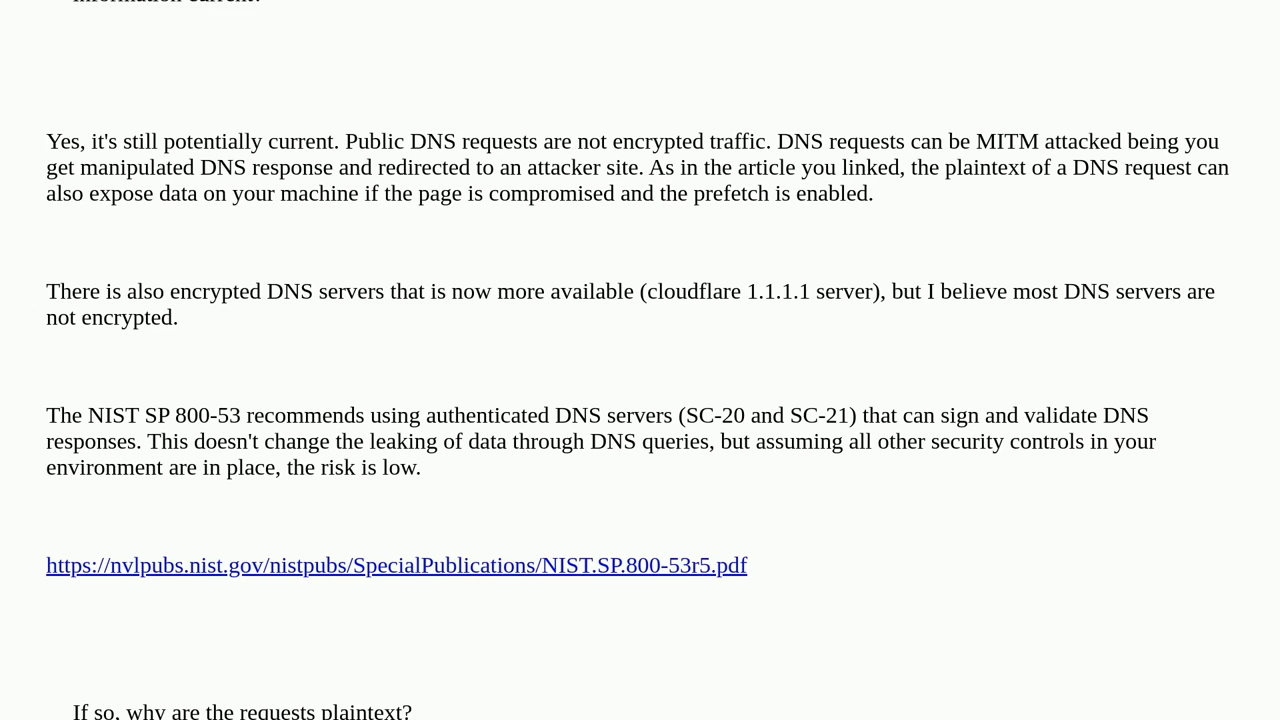 information current?
Yes, it's still potentially current. Public DNS requests are not encrypted traffic. DNS requests can be MITM attacked being you
get manipulated DNS response and redirected to an attacker site. As in the article you linked, the plaintext of a DNS request can
also expose data on your machine if the page is compromised and the prefetch is enabled.
There is also encrypted DNS servers that is now more available (cloudflare 1.1.1.1 server), but I believe most DNS servers are
not encrypted.
The NIST SP 800-53 recommends using authenticated DNS servers (SC-20 and SC-21) that can sign and validate DNS
responses. This doesn't change the leaking of data through DNS queries, but assuming all other security controls in your
environment are in place, the risk is low.
https://nvlpubs.nist.gov/nistpubs/SpecialPublications/NIST.SP.800-53r5.pdf
If so, why are the requests plaintext?